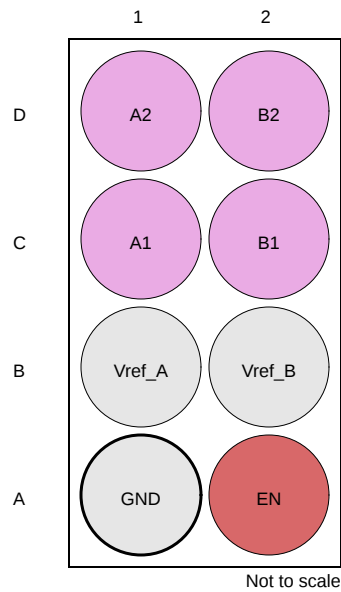 1 2
D A2 B2
C A1 B1
B Vref_A Vref_B
A GND EN
Not to scale